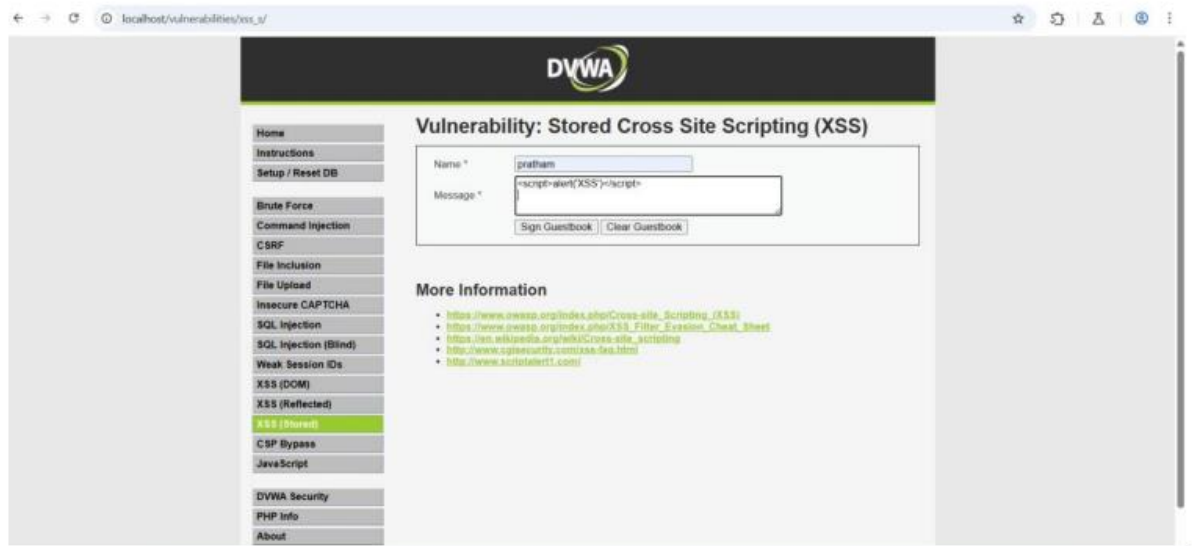 localhost/vulnerabilities/xss_s/
DVWA
Home
Instructions
Setup / Reset DB
Brute Force
Command Injection
CSRF
File Inclusion
File Upload
Insecure CAPTCHA
SQL Injection
SQL Injection (Blind)
Weak Session IDs
XSS (DOM)
XSS (Reflected)
XSS (Stored)
CSP Bypass
JavaScript
DVWA Security
PHP Info
About
Vulnerability: Stored Cross Site Scripting (XSS)
Name * pratham
Message * <script>alert('XSS')</script>
Sign Guestbook Clear Guestbook
More Information
https://www.owasp.org/index.php/Cross-site_Scripting_(XSS)
https://www.owasp.org/index.php/XSS_Filter_Evasion_Cheat_Sheet
https://en.wikipedia.org/wiki/Cross-site_scripting
http://www.cgisecurity.com/xss-faq.html
http://www.scriptalert1.com/